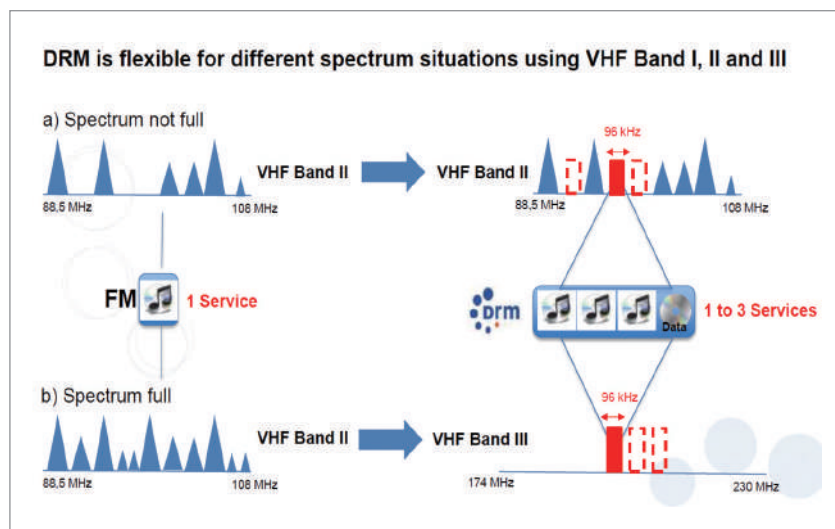 DRM is flexible for different spectrum situations using VHF Band I, II and III
a) Spectrum not full
96 kHz
VHF Band II
VHF Band II
88,5 MHz
108 MHz
88,5 MHz
108 MHz
FM
1 Service
Drm
Data
1 to 3 Services
b) Spectrum full
96 kHz
VHF Band II
VHF Band III
88,5 MHz
108 MHz
174 MHz
230 MHz